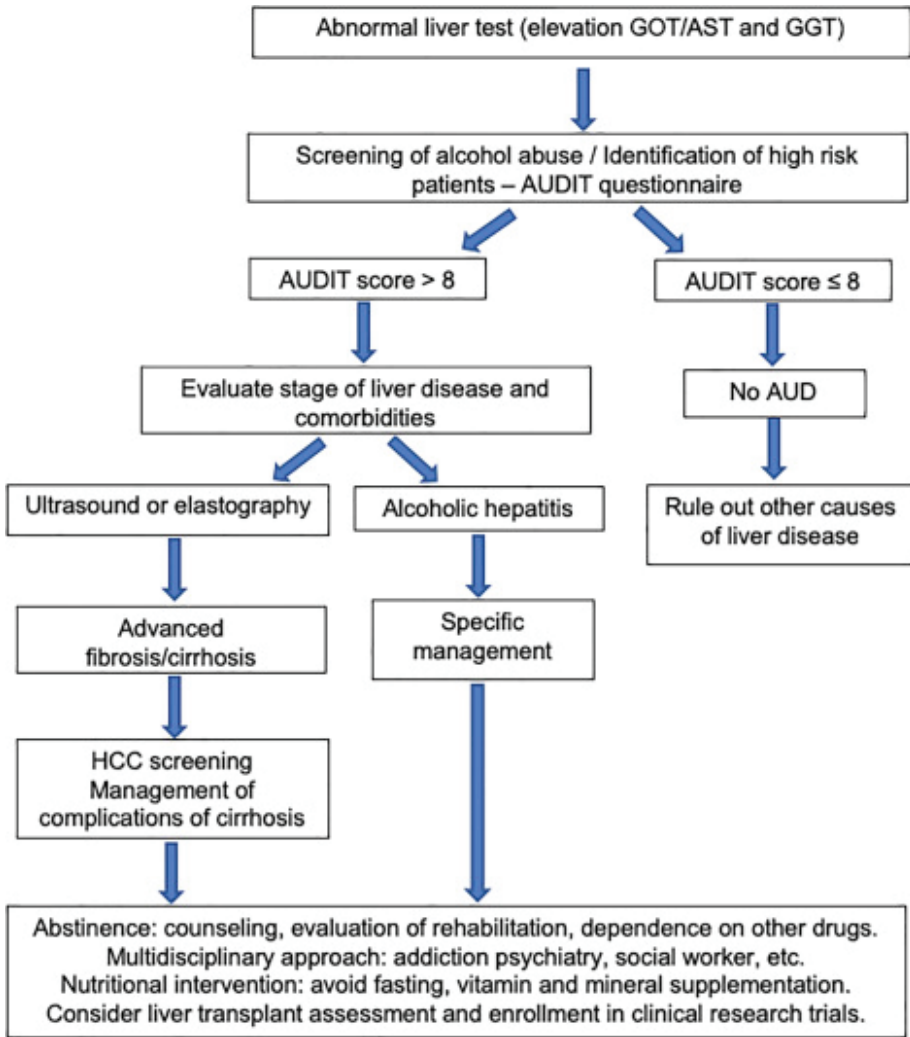 Abnormal liver test (elevation GOT/AST and GGT)
Screening of alcohol abuse / Identification of high risk
patients – AUDIT questionnaire
AUDIT score > 8
AUDIT score ≤ 8
Evaluate stage of liver disease and
comorbidities
No AUD
Ultrasound or elastography
Alcoholic hepatitis
Rule out other causes
of liver disease
Advanced
fibrosis/cirrhosis
Specific
management
HCC screening
Management of
complications of cirrhosis
Abstinence: counseling, evaluation of rehabilitation, dependence on other drugs.
Multidisciplinary approach: addiction psychiatry, social worker, etc.
Nutritional intervention: avoid fasting, vitamin and mineral supplementation.
Consider liver transplant assessment and enrollment in clinical research trials.